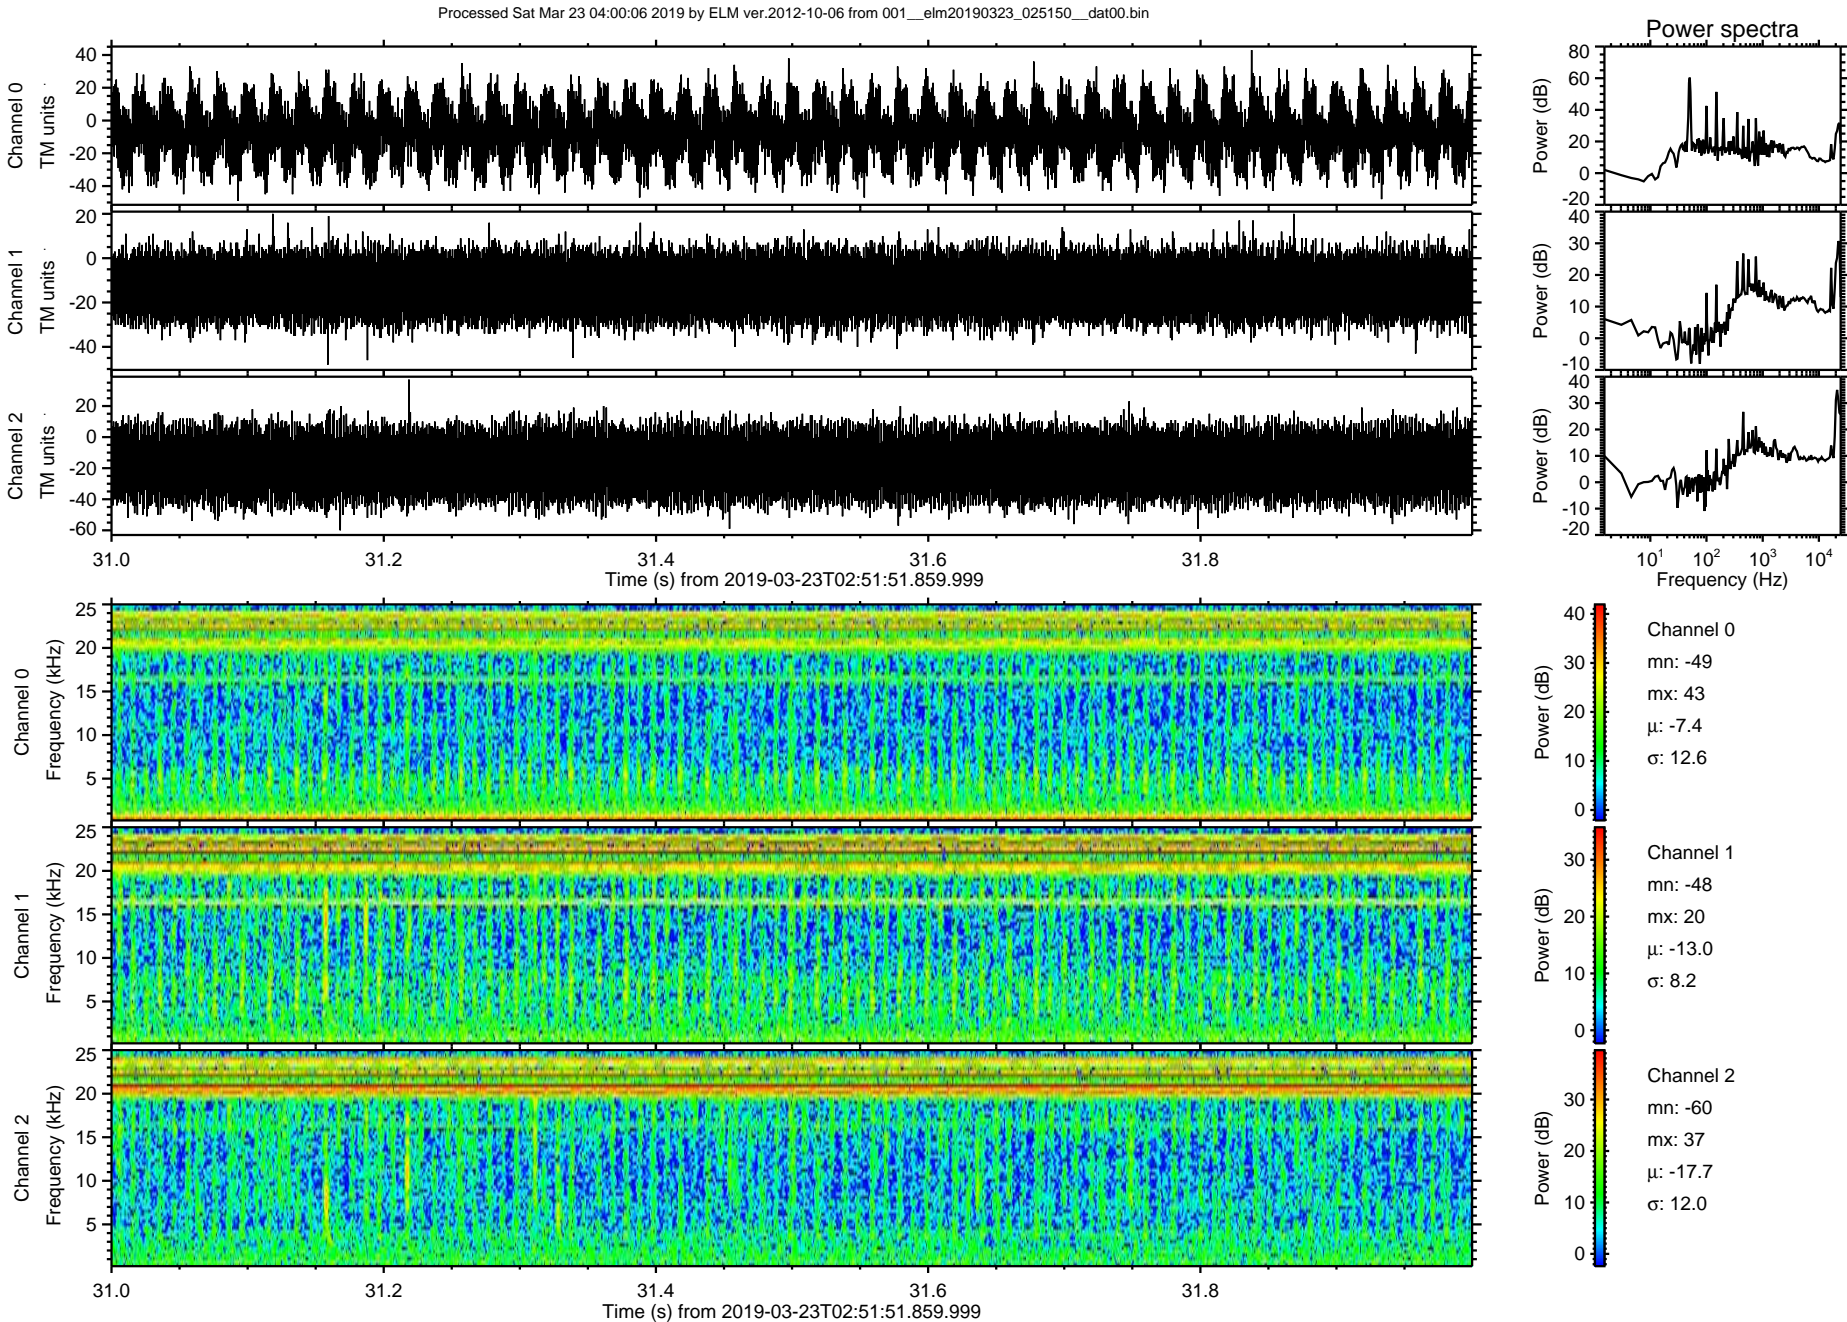 Processed Sat Mar 23 04:00:06 2019 by ELM ver.2012-10-06 from 001__elm20190323_025150__dat00.bin
Power spectra
Channel 0
TM units
40
20
0
-20
-40
Power (dB)
80
60
40
20
0
-20
Channel 1
TM units
20
0
-20
-40
Power (dB)
40
30
20
10
0
-10
Channel 2
TM units
20
0
-20
-40
-60
Power (dB)
40
30
20
10
0
-10
-20
31.0 31.2 31.4 31.6 31.8
Time (s) from 2019-03-23T02:51:51.859.999
10^1 10^2 10^3 10^4
Frequency (Hz)
Channel 0
Frequency (kHz)
25
20
15
10
5
Power (dB)
40
30
20
10
0
Channel 0
mn: -49
mx: 43
μ: -7.4
σ: 12.6
Channel 1
Frequency (kHz)
25
20
15
10
5
Power (dB)
30
20
10
0
Channel 1
mn: -48
mx: 20
μ: -13.0
σ: 8.2
Channel 2
Frequency (kHz)
25
20
15
10
5
Power (dB)
30
20
10
0
Channel 2
mn: -60
mx: 37
μ: -17.7
σ: 12.0
31.0 31.2 31.4 31.6 31.8
Time (s) from 2019-03-23T02:51:51.859.999